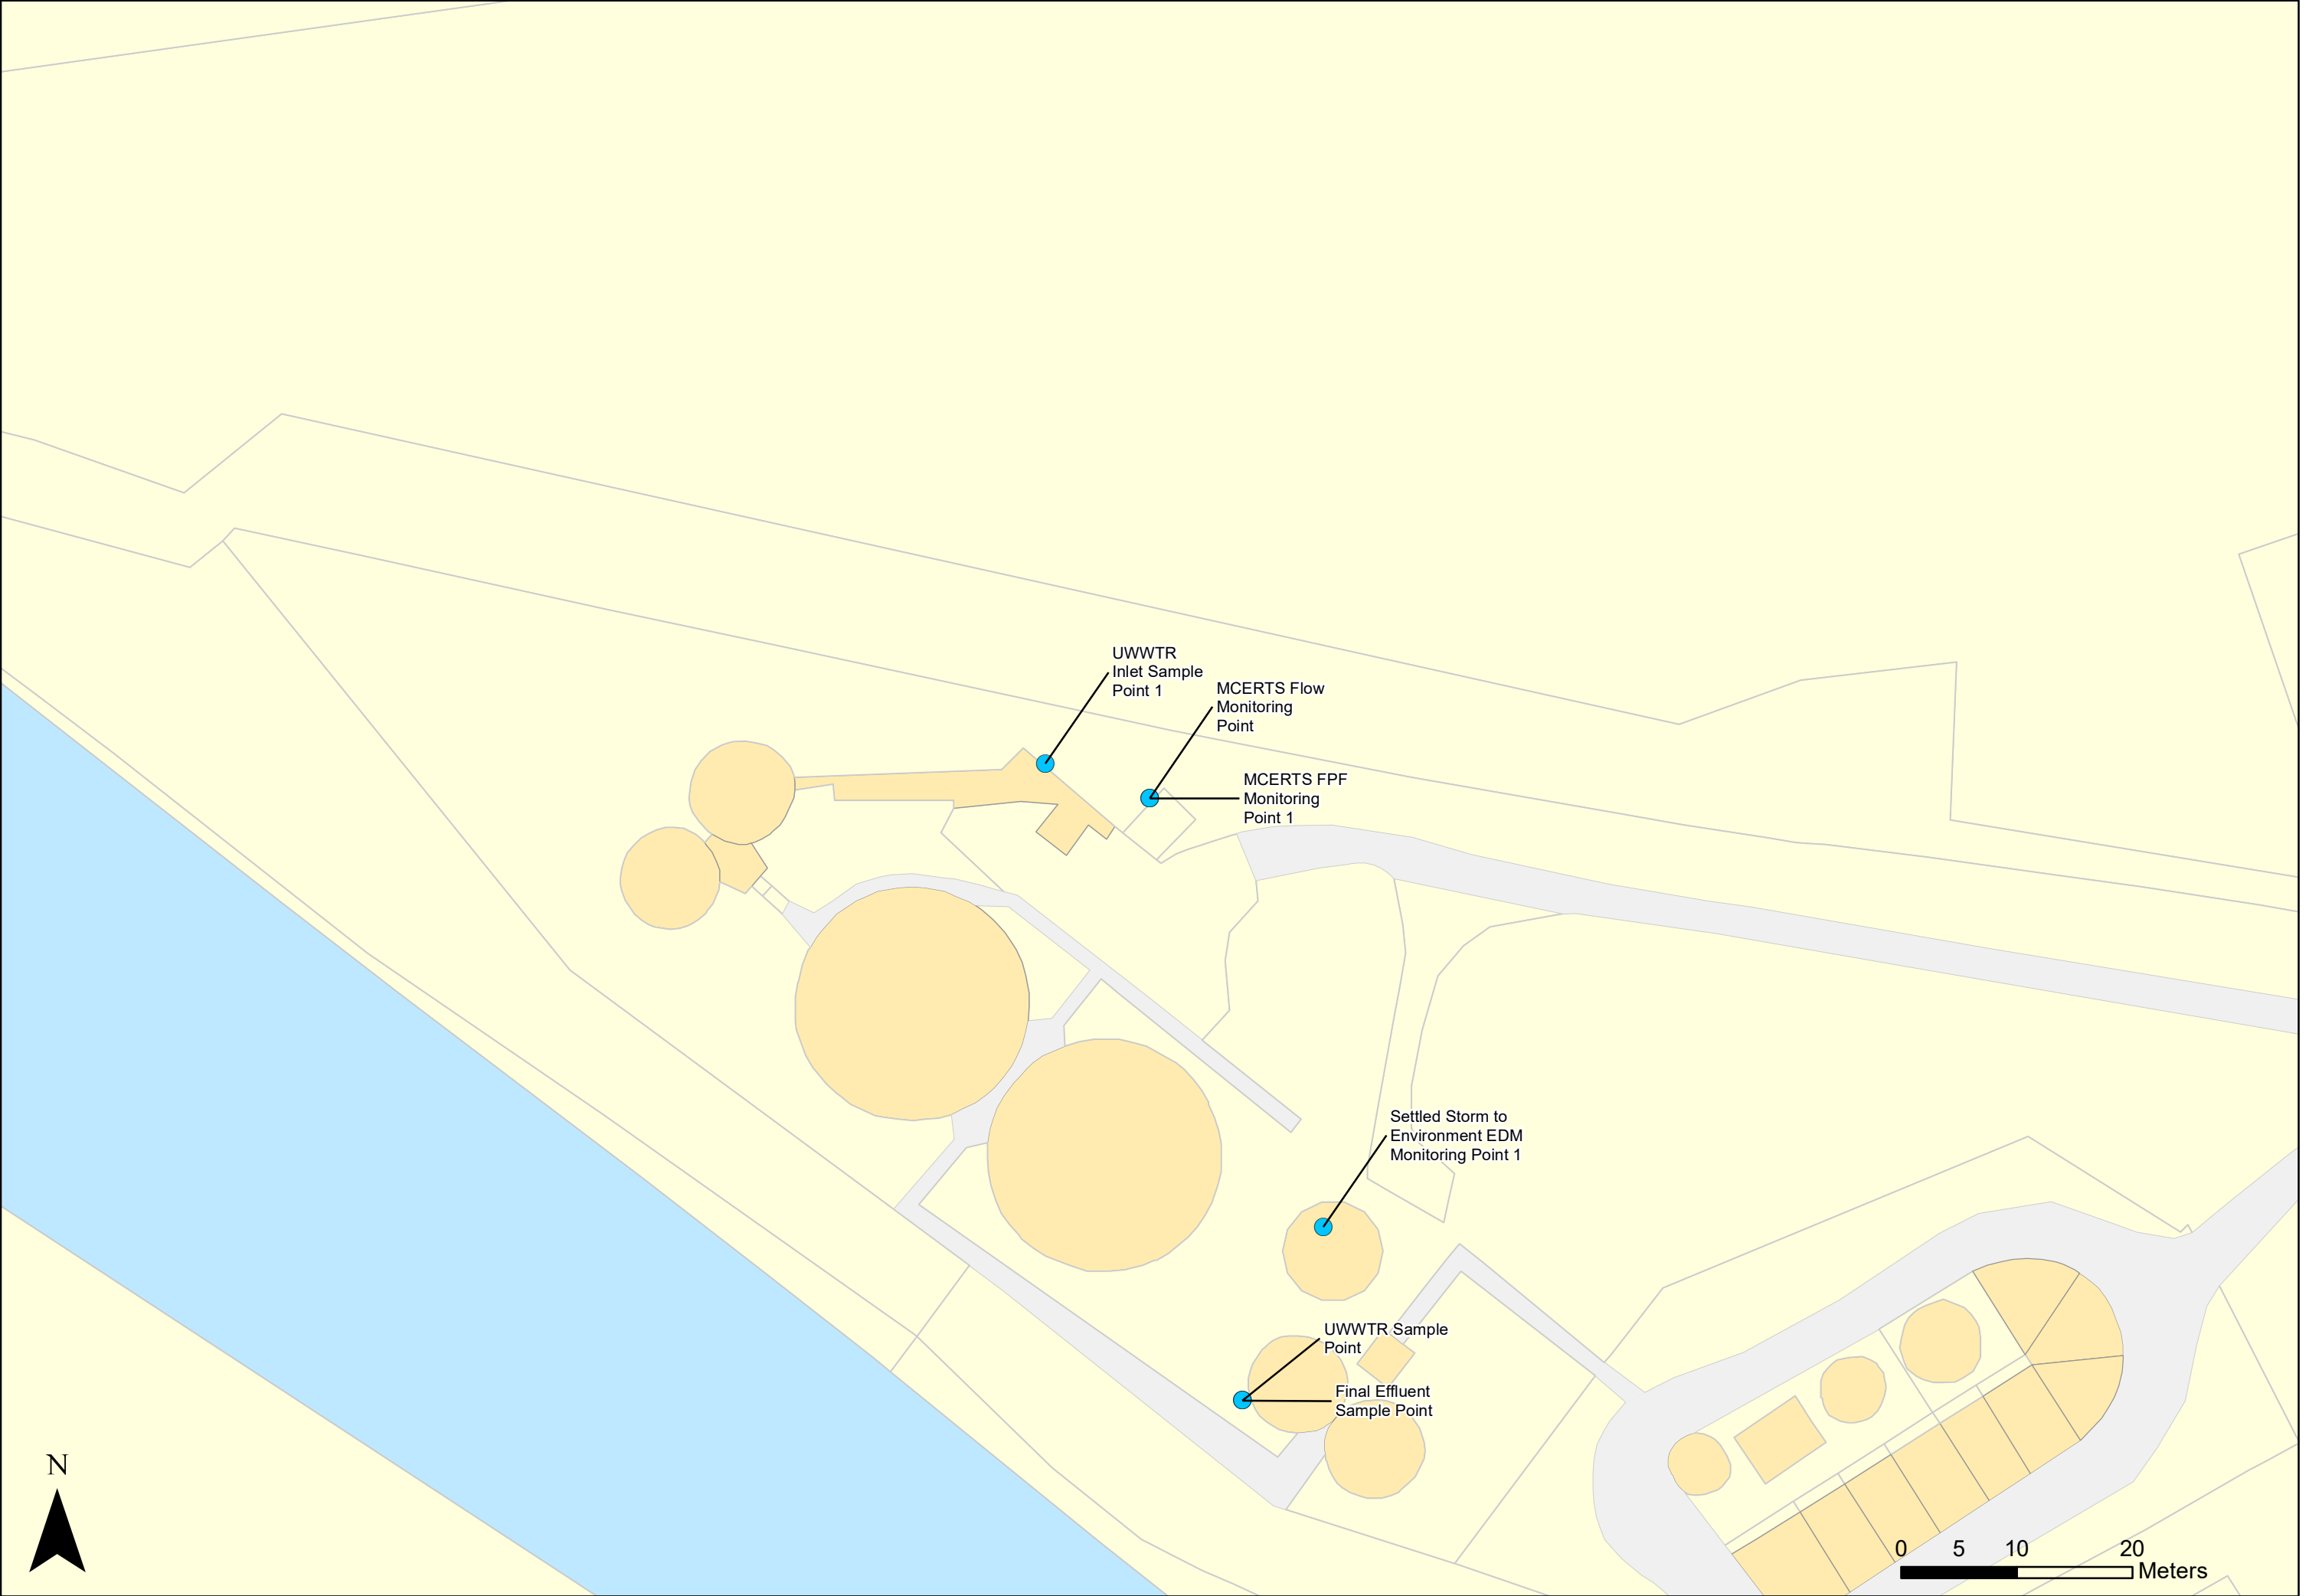 UWWTR
Inlet Sample
Point 1
MCERTS Flow
Monitoring
Point
MCERTS FPF
Monitoring
Point 1
Settled Storm to
Environment EDM
Monitoring Point 1
UWWTR Sample
Point
Final Effluent
Sample Point
N
0 5 10 20
Meters